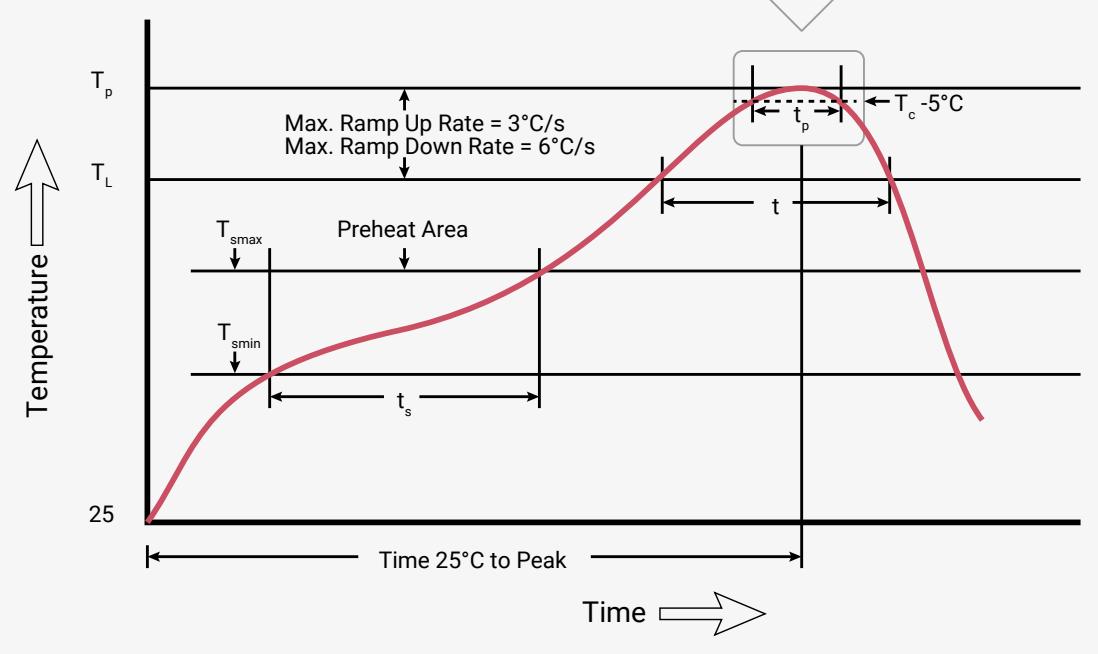 Tp
Tc -5°C
tp
Max. Ramp Up Rate = 3°C/s
Max. Ramp Down Rate = 6°C/s
TL
t
Tsmax
Preheat Area
Tsmin
ts
Temperature
25
Time 25°C to Peak
Time